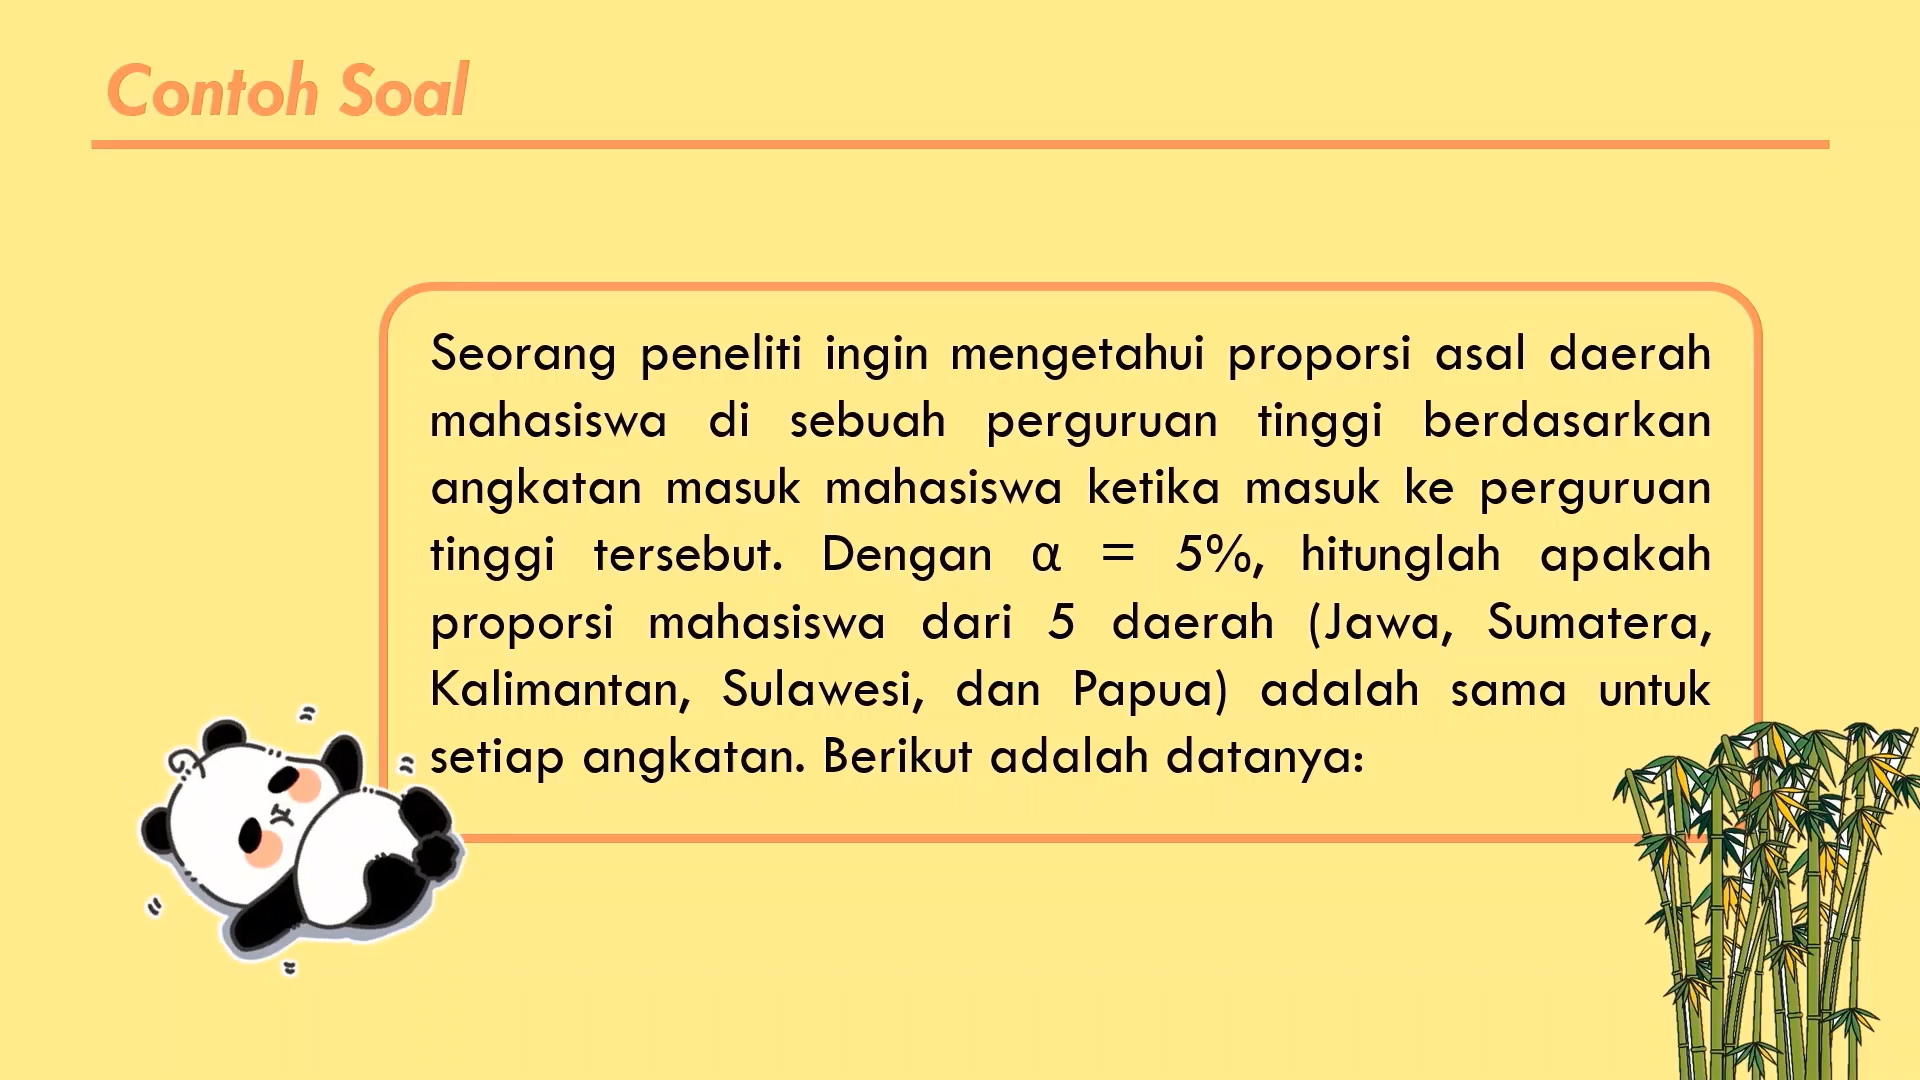 Contoh Soal
Seorang peneliti ingin mengetahui proporsi asal daerah
mahasiswa di sebuah perguruan tinggi berdasarkan
angkatan masuk mahasiswa ketika masuk ke perguruan
tinggi tersebut. Dengan α = 5%, hitunglah apakah
proporsi mahasiswa dari 5 daerah (Jawa, Sumatera,
Kalimantan, Sulawesi, dan Papua) adalah sama untuk
setiap angkatan. Berikut adalah datanya: